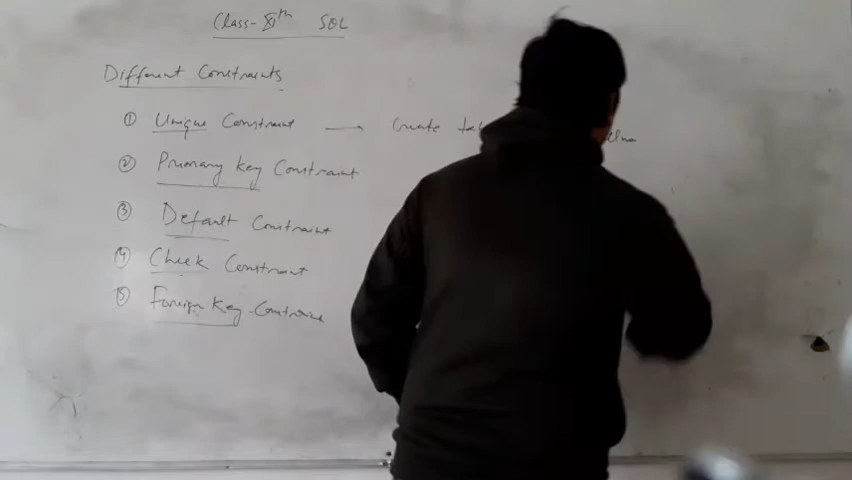 Class-XIth SQL
Different Constraints
① Unique Constraint → Create
② Primary Key Constraint
③ Default Constraint
④ Check Constraint
⑤ Foreign Key Constraint